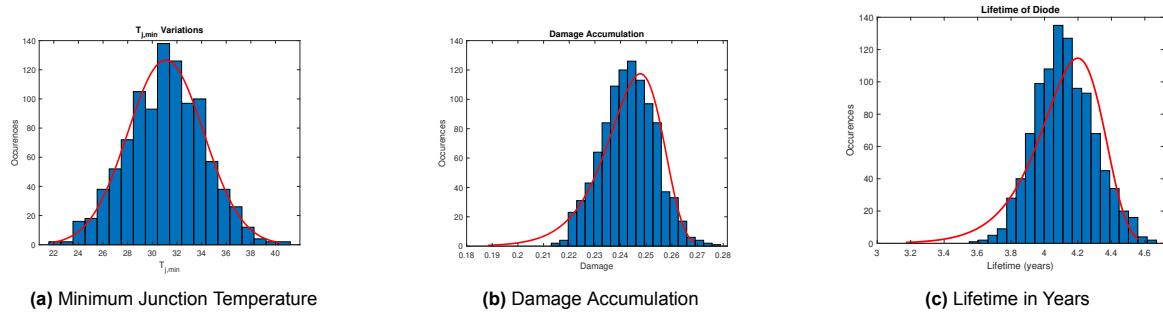 T_{j,min} Variations
Occurences
140
120
100
80
60
40
20
0
22 24 26 28 30 32 34 36 38 40
T_{j,min}
(a) Minimum Junction Temperature
Damage Accumulation
Occurences
140
120
100
80
60
40
20
0
0.18 0.19 0.2 0.21 0.22 0.23 0.24 0.25 0.26 0.27 0.28
Damage
(b) Damage Accumulation
Lifetime of Diode
Occurences
140
120
100
80
60
40
20
0
3 3.2 3.4 3.6 3.8 4 4.2 4.4 4.6
Lifetime (years)
(c) Lifetime in Years